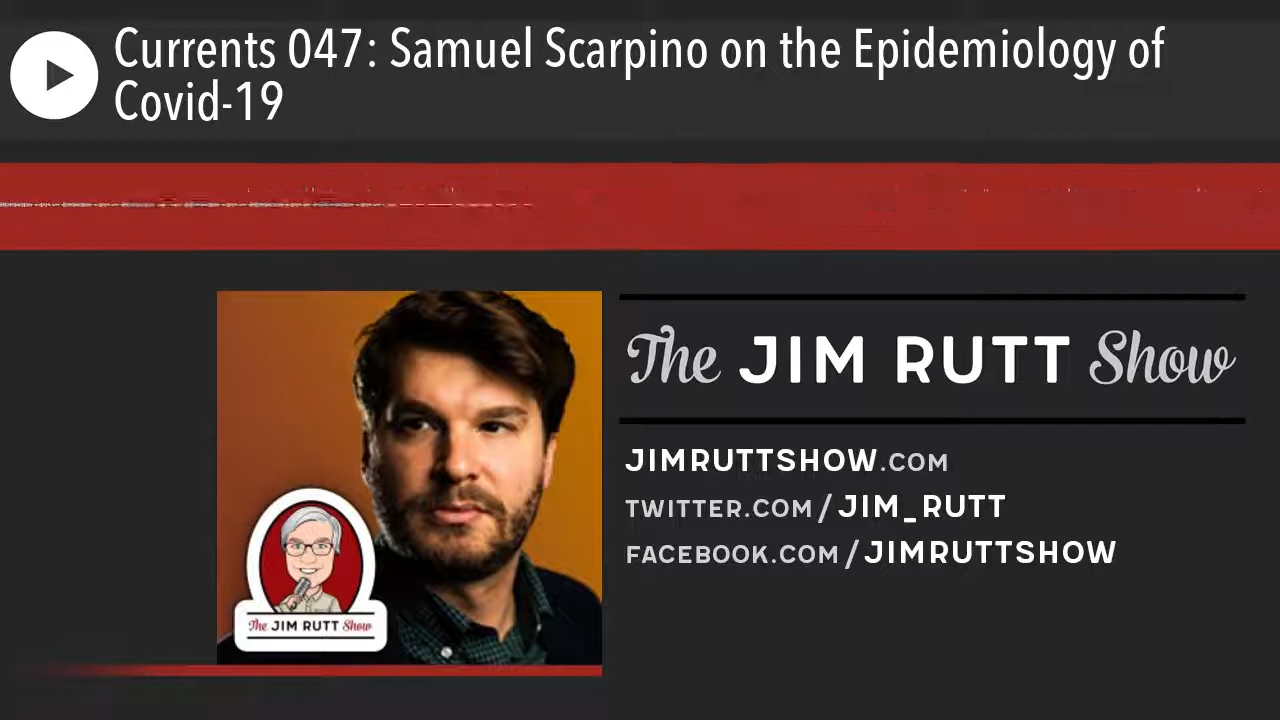 Currents 047: Samuel Scarpino on the Epidemiology of
Covid-19
The JIM RUTT Show
JIMRUTTSHOW.COM
TWITTER.COM/JIM_RUTT
FACEBOOK.COM/JIMRUTTSHOW
The JIM RUTT Show